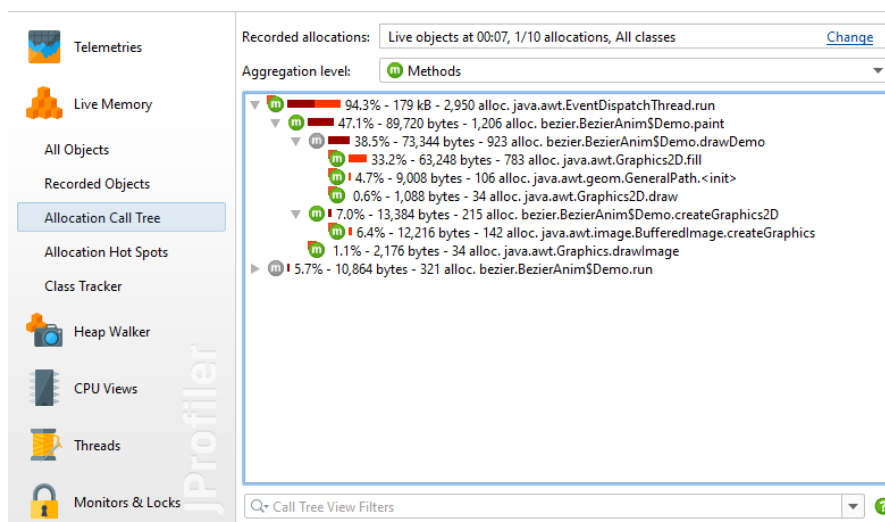 Telemetries
Live Memory
All Objects
Recorded Objects
Allocation Call Tree
Allocation Hot Spots
Class Tracker
Heap Walker
CPU Views
Threads
Monitors & Locks
JProfiler
Recorded allocations: Live objects at 00:07, 1/10 allocations, All classes Change
Aggregation level: m Methods
m 94.3% - 179 kB - 2,950 alloc. java.awt.EventDispatchThread.run
m 47.1% - 89,720 bytes - 1,206 alloc. bezier.BezierAnim$Demo.paint
m 38.5% - 73,344 bytes - 923 alloc. bezier.BezierAnim$Demo.drawDemo
m 33.2% - 63,248 bytes - 783 alloc. java.awt.Graphics2D.fill
m 4.7% - 9,008 bytes - 106 alloc. java.awt.geom.GeneralPath.<init>
m 0.6% - 1,088 bytes - 34 alloc. java.awt.Graphics2D.draw
m 7.0% - 13,384 bytes - 215 alloc. bezier.BezierAnim$Demo.createGraphics2D
m 6.4% - 12,216 bytes - 142 alloc. java.awt.image.BufferedImage.createGraphics
m 1.1% - 2,176 bytes - 34 alloc. java.awt.Graphics.drawImage
m 5.7% - 10,864 bytes - 321 alloc. bezier.BezierAnim$Demo.run
Call Tree View Filters
?